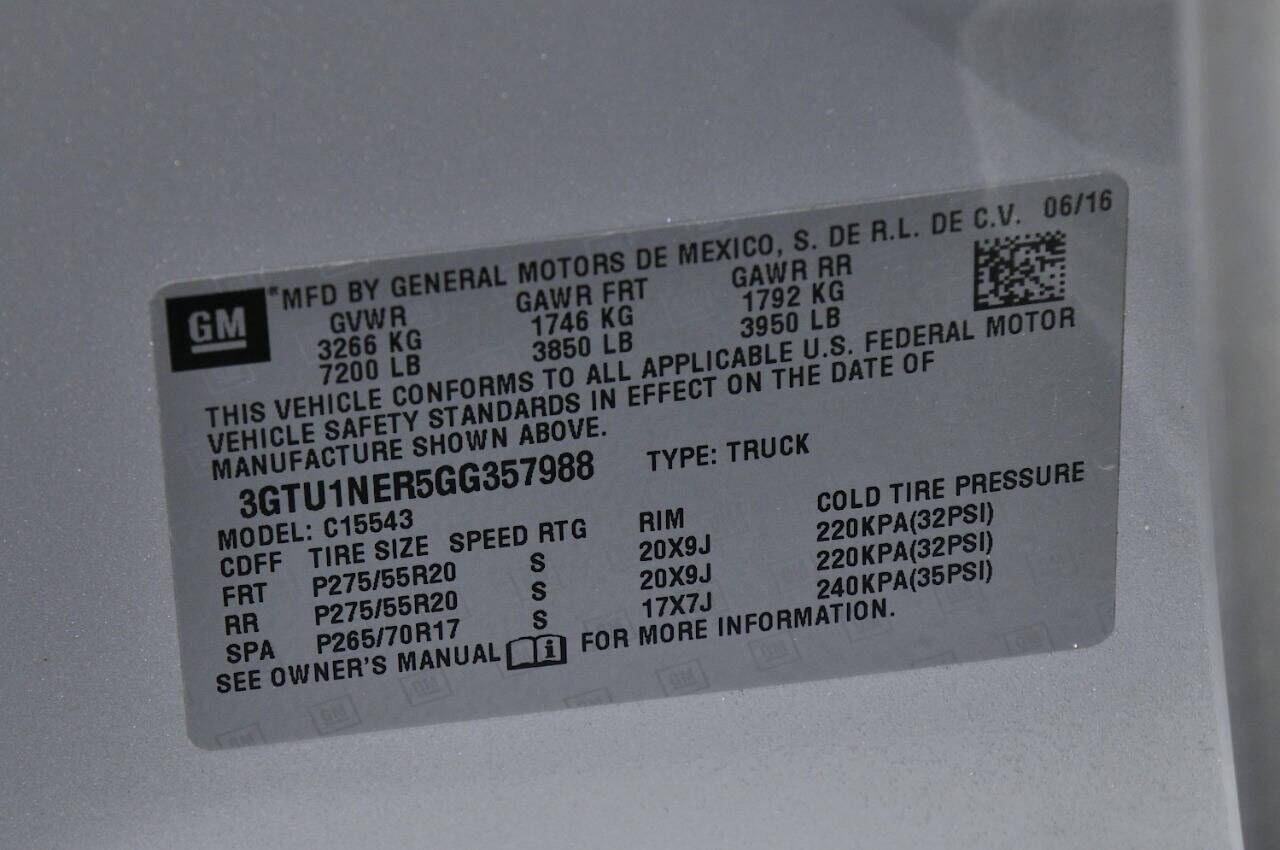 MFD BY GENERAL MOTORS DE MEXICO, S. DE R.L. DE C.V. 06/16
GM
GVWR GAWR FRT GAWR RR
3266 KG 1746 KG 1792 KG
7200 LB 3850 LB 3950 LB
THIS VEHICLE CONFORMS TO ALL APPLICABLE U.S. FEDERAL MOTOR
VEHICLE SAFETY STANDARDS IN EFFECT ON THE DATE OF
MANUFACTURE SHOWN ABOVE.
3GTU1NER5GG357988 TYPE: TRUCK
MODEL: C15543
CDFF TIRE SIZE SPEED RTG RIM COLD TIRE PRESSURE
FRT P275/55R20 S 20X9J 220KPA(32PSI)
RR P275/55R20 S 20X9J 220KPA(32PSI)
SPA P265/70R17 S 17X7J 240KPA(35PSI)
SEE OWNER'S MANUAL i FOR MORE INFORMATION.